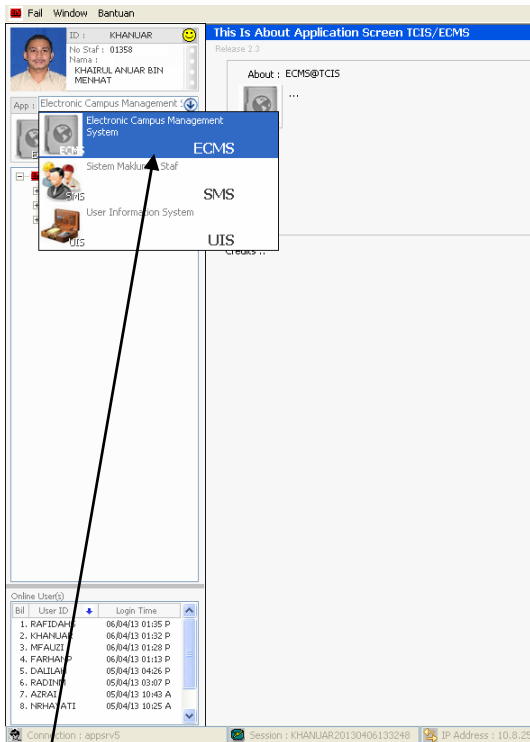 Fail Window Bantuan
ID : KHANUAR
No Staf : 01358
Nama :
KHAIRUL ANUAR BIN
MENHAT
App : Electronic Campus Management S
Electronic Campus Management
System
ECMS
ECMS
Sistem Maklumat Staf
SMS
SMS
User Information System
UIS
UIS
This Is About Application Screen TCIS/ECMS
Release 2.3
About : ECMS@TCIS
...
Credits ::
Online User(s)
Bil User ID Login Time
1. RAFIDAHS 06/04/13 01:35 P
2. KHANUAR 06/04/13 01:32 P
3. MFAUZI 06/04/13 01:28 P
4. 06/04/13 01:13 P
5. DALILAH 05/04/13 04:26 P
6. 05/04/13 03:07 P
7. AZRAI 05/04/13 10:43 A
8. NRHAYATI 05/04/13 10:25 A
Connection : appsrv5
Session : KHANUAR20130406133248
IP Address : 10.8.23